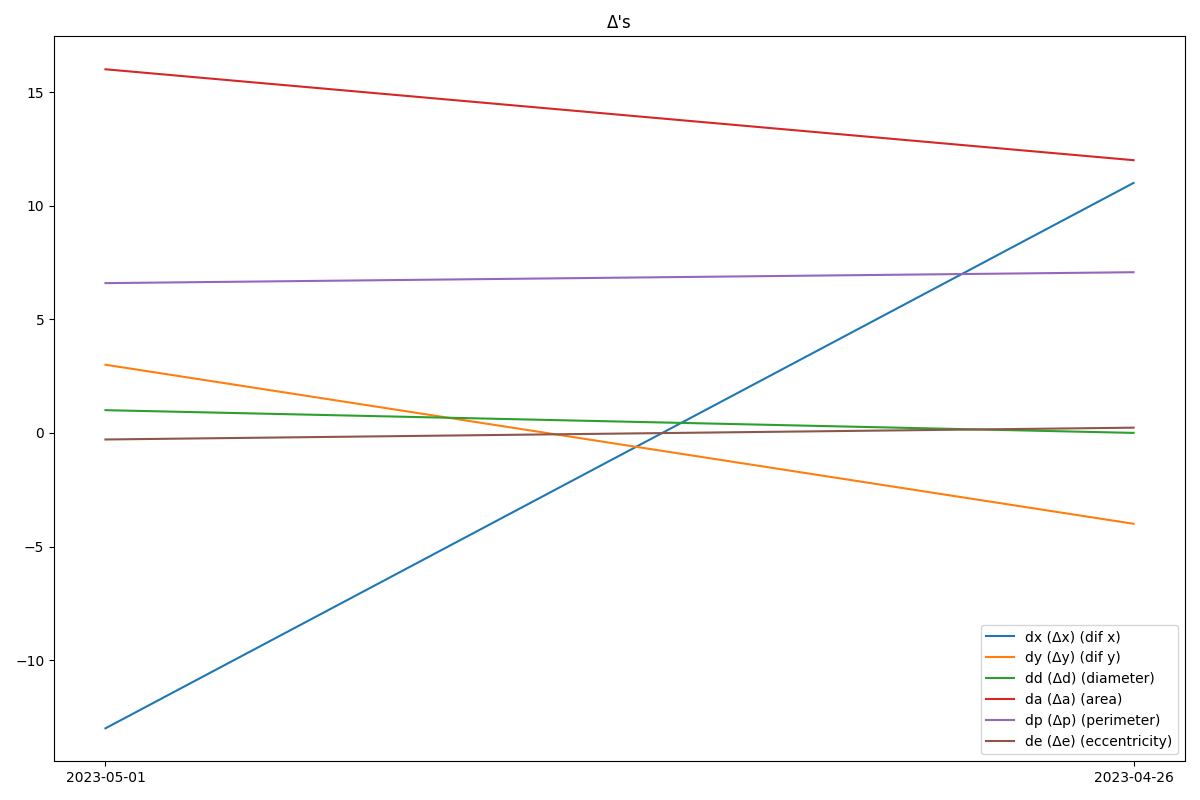 Δ's
15
10
5
0
−5
−10
2023-05-01
2023-04-26
dx (Δx) (dif x)
dy (Δy) (dif y)
dd (Δd) (diameter)
da (Δa) (area)
dp (Δp) (perimeter)
de (Δe) (eccentricity)